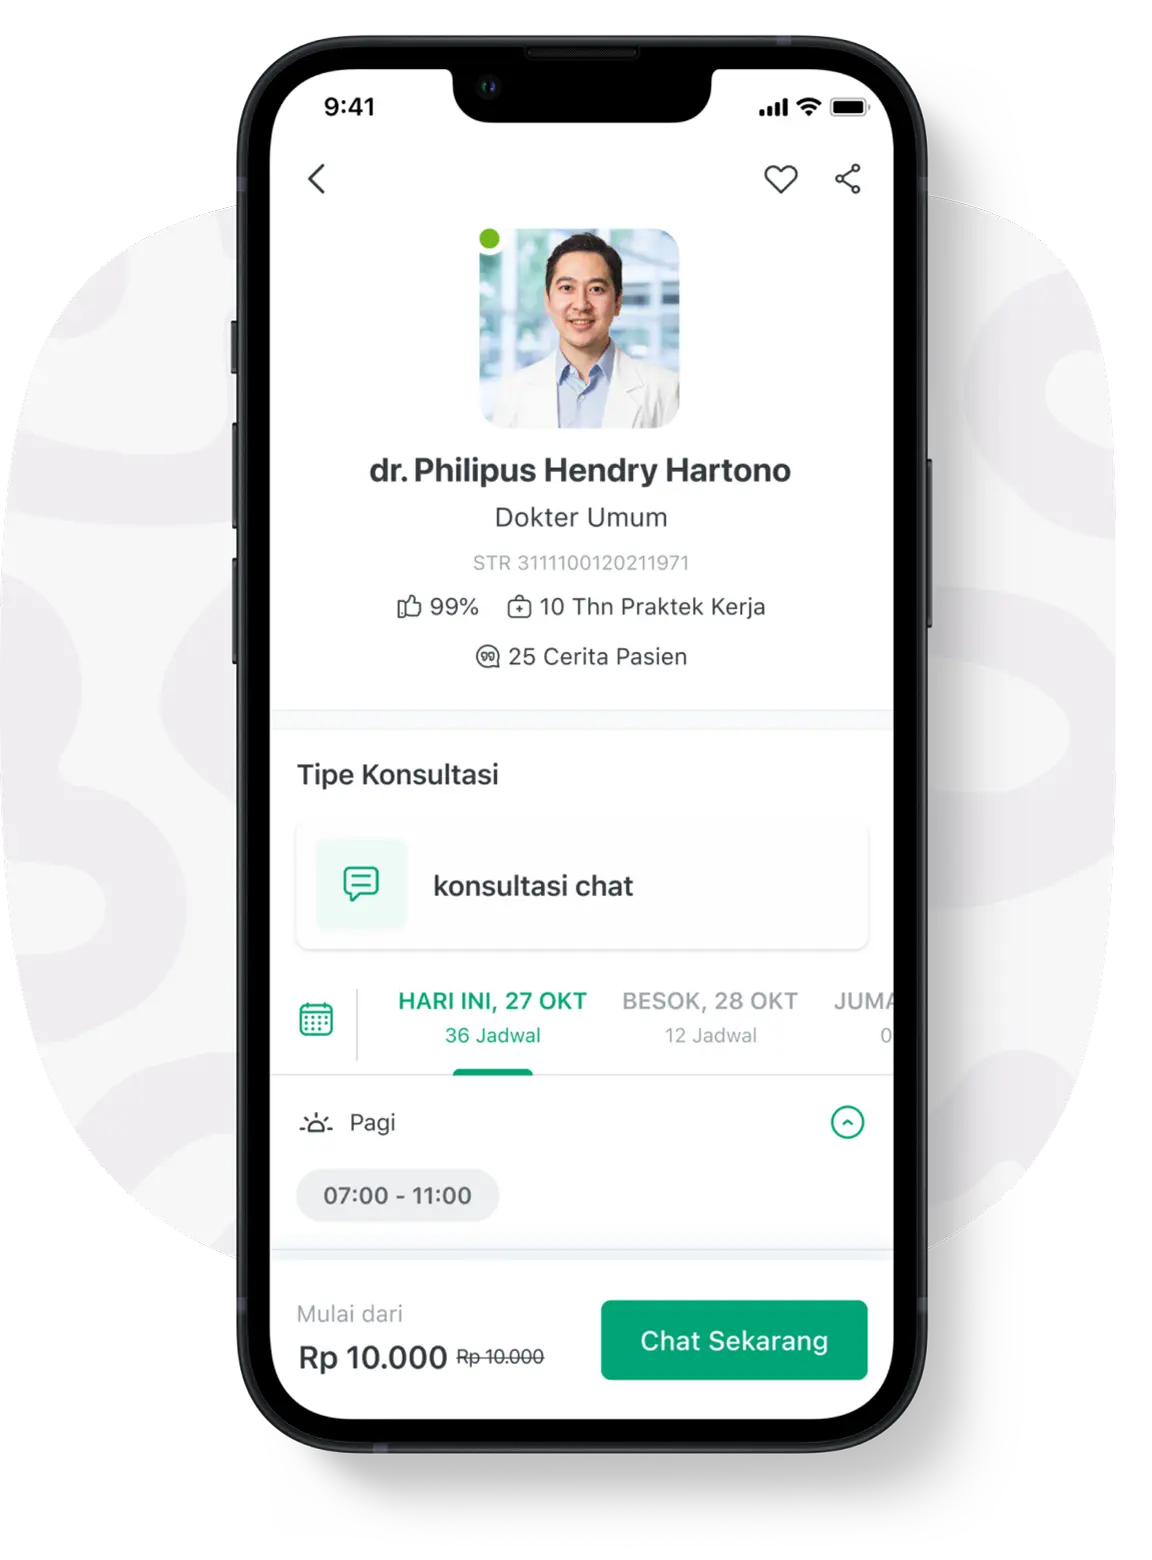 9:41
dr. Philipus Hendry Hartono
Dokter Umum
STR 3111100120211971
99% 10 Thn Praktek Kerja
25 Cerita Pasien
Tipe Konsultasi
konsultasi chat
HARI INI, 27 OKT BESOK, 28 OKT JUMA
36 Jadwal 12 Jadwal 0
Pagi
07:00 - 11:00
Mulai dari
Rp 10.000 Rp 10.000
Chat Sekarang